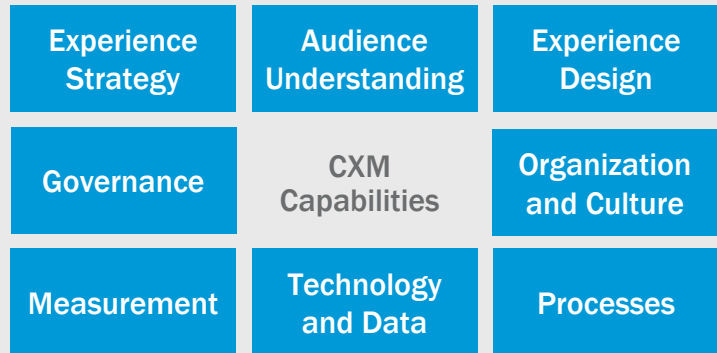 Experience
Strategy
Audience
Understanding
Experience
Design
Governance
CXM
Capabilities
Organization
and Culture
Measurement
Technology
and Data
Processes